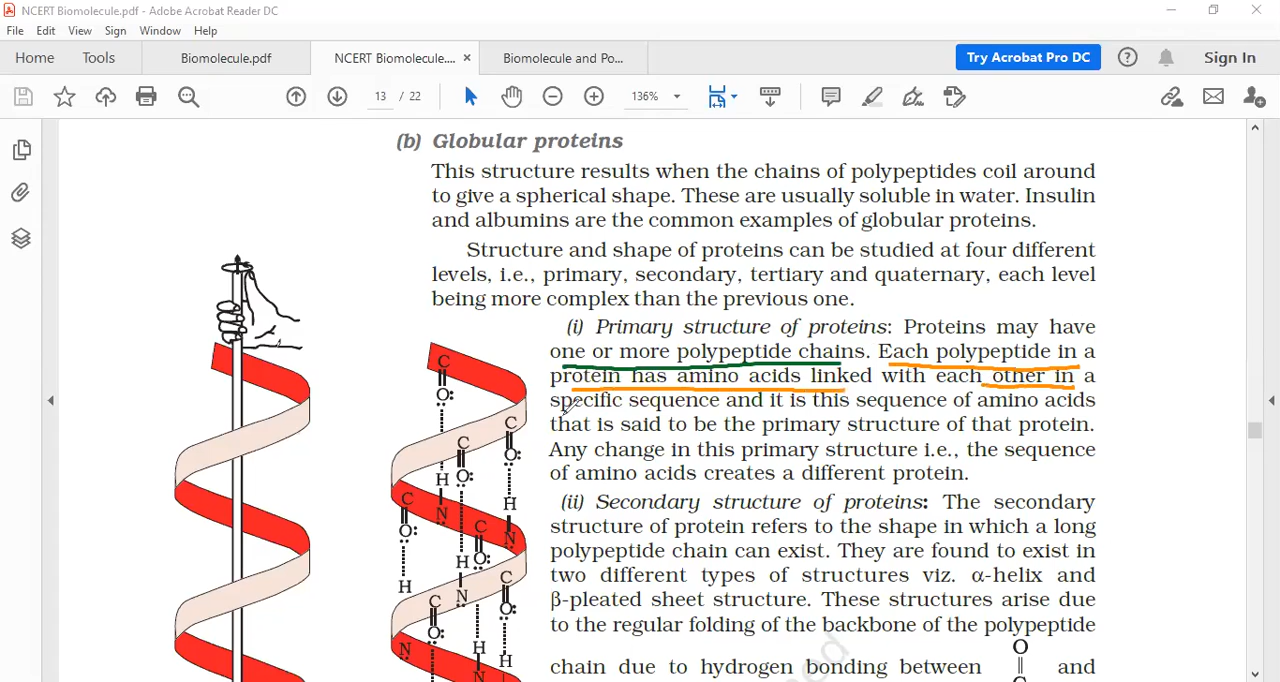 NCERT Biomolecule.pdf - Adobe Acrobat Reader DC
File Edit View Sign Window Help
Home Tools Biomolecule.pdf NCERT Biomolecule.... × Biomolecule and Po... Try Acrobat Pro DC Sign In
13 / 22 136%
(b) Globular proteins
This structure results when the chains of polypeptides coil around
to give a spherical shape. These are usually soluble in water. Insulin
and albumins are the common examples of globular proteins.
Structure and shape of proteins can be studied at four different
levels, i.e., primary, secondary, tertiary and quaternary, each level
being more complex than the previous one.
(i) Primary structure of proteins: Proteins may have
one or more polypeptide chains. Each polypeptide in a
protein has amino acids linked with each other in a
specific sequence and it is this sequence of amino acids
that is said to be the primary structure of that protein.
Any change in this primary structure i.e., the sequence
of amino acids creates a different protein.
(ii) Secondary structure of proteins: The secondary
structure of protein refers to the shape in which a long
polypeptide chain can exist. They are found to exist in
two different types of structures viz. α-helix and
β-pleated sheet structure. These structures arise due
to the regular folding of the backbone of the polypeptide
chain due to hydrogen bonding between O || C and
C
O:
C
C
O:
O:
H
H
N
C
C
N
O:
O:
H
H
C
N
C
O:
O:
N
H
H
N